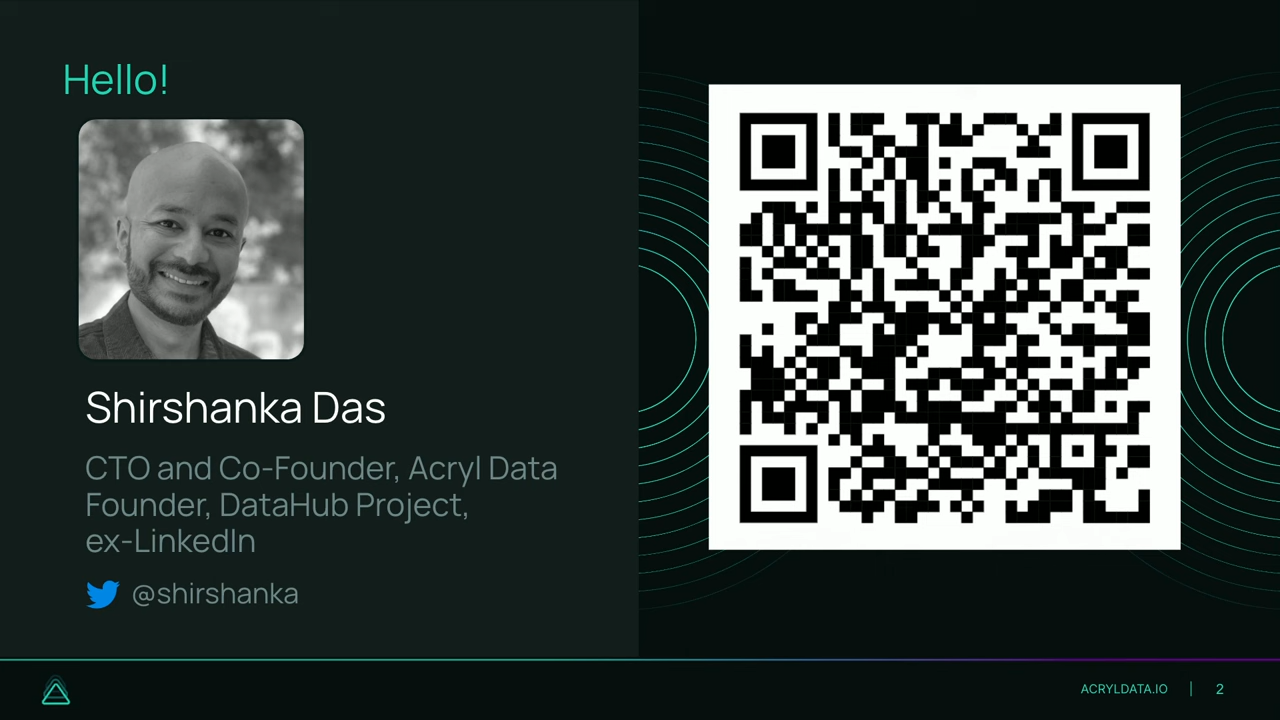 Hello!
Shirshanka Das
CTO and Co-Founder, Acryl Data
Founder, DataHub Project,
ex-LinkedIn
@shirshanka
ACRYLDATA.IO | 2